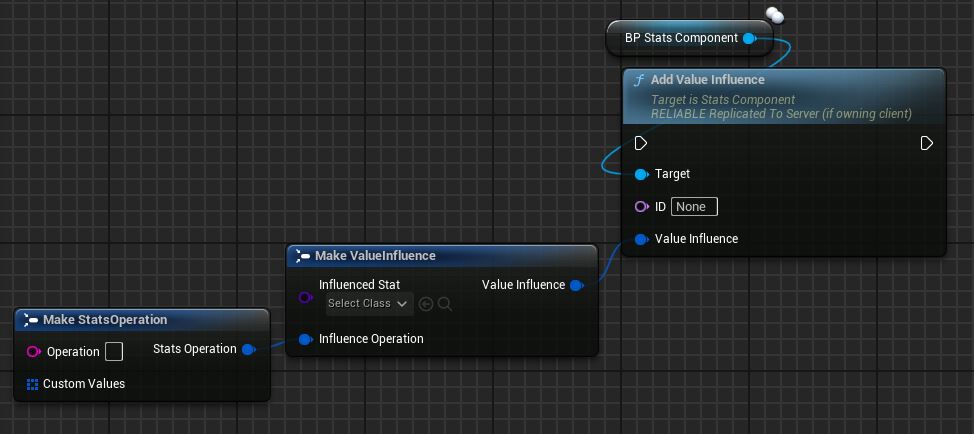 BP Stats Component
f Add Value Influence
Target is Stats Component
RELIABLE Replicated To Server (if owning client)
Target
ID None
Value Influence
Make ValueInfluence
Influenced Stat
Value Influence
Select Class
Influence Operation
Make StatsOperation
Operation
Stats Operation
Custom Values